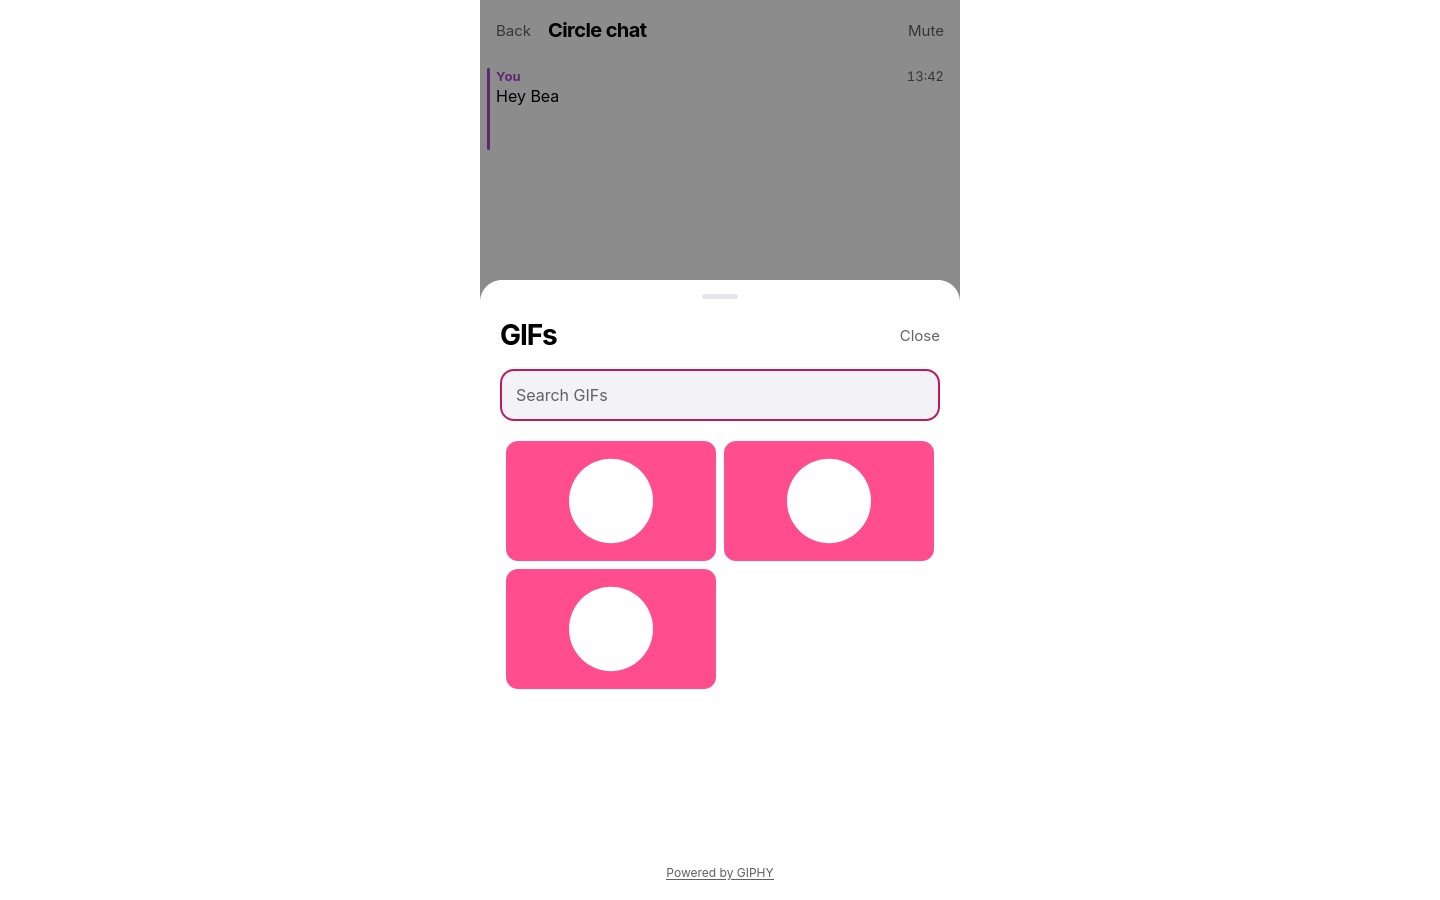 Back Circle chat Mute
You 13:42
Hey Bea
GIFs Close
Search GIFs
Powered by GIPHY